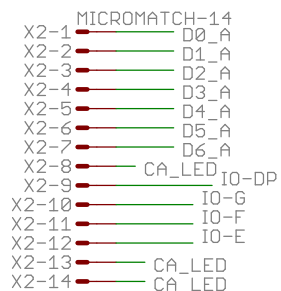 MICROMATCH-14
X2-1 D0_A
X2-2 D1_A
X2-3 D2_A
X2-4 D3_A
X2-5 D4_A
X2-6 D5_A
X2-7 D6_A
X2-8 CA_LED
X2-9 IO-DP
X2-10 IO-G
X2-11 IO-F
X2-12 IO-E
X2-13 CA_LED
X2-14 CA_LED